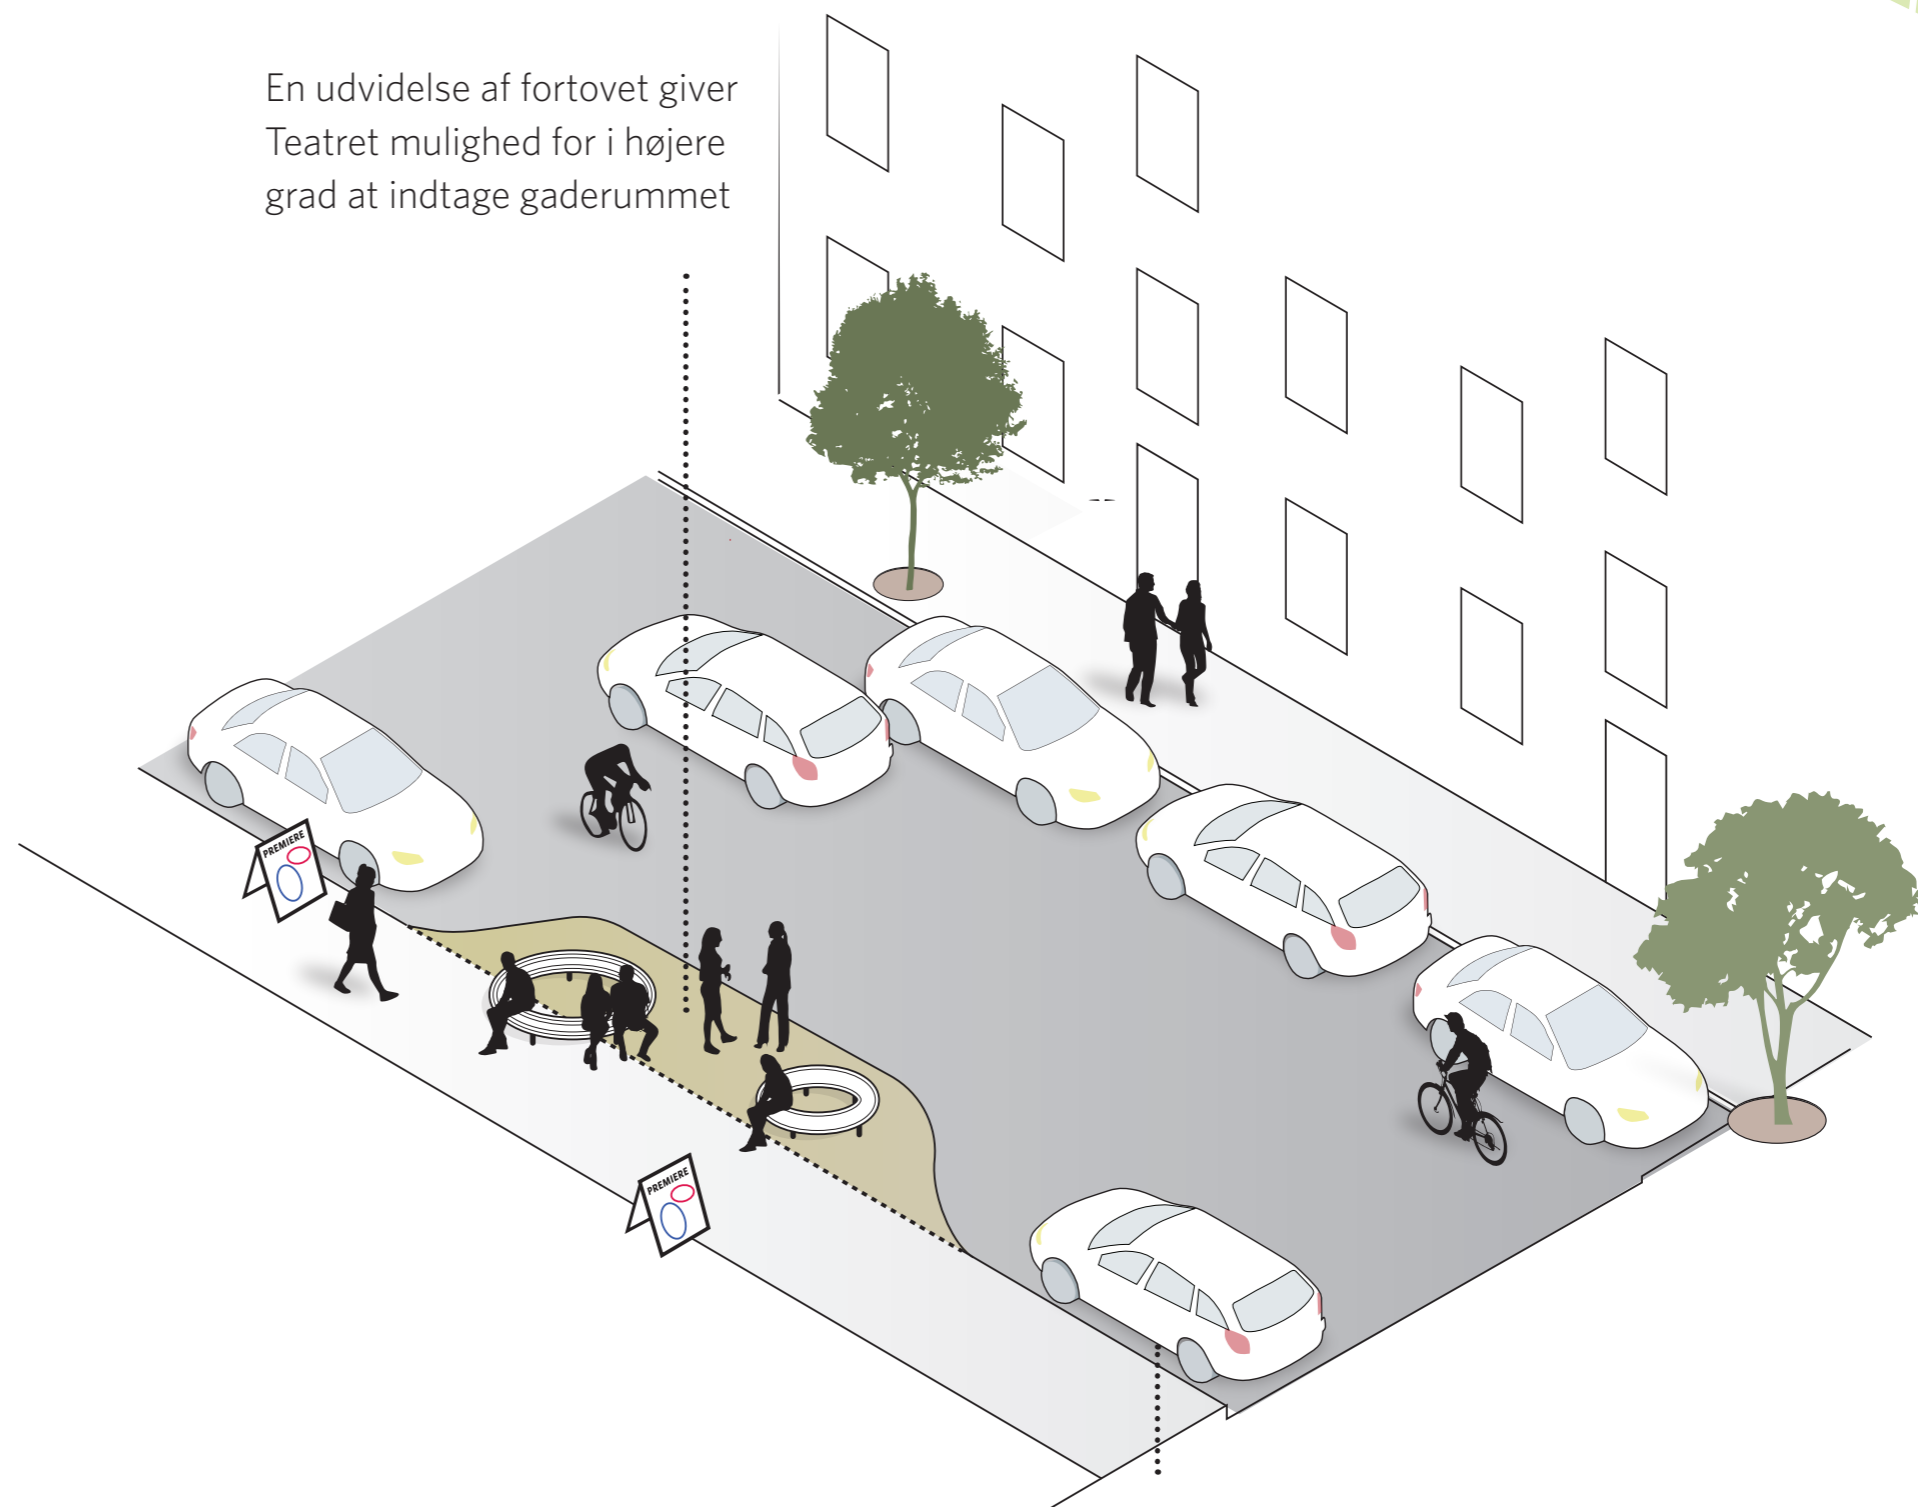 En udvidelse af fortovet giver
Teatret mulighed for i højere
grad at indtage gaderummet
PREMIERE
PREMIERE